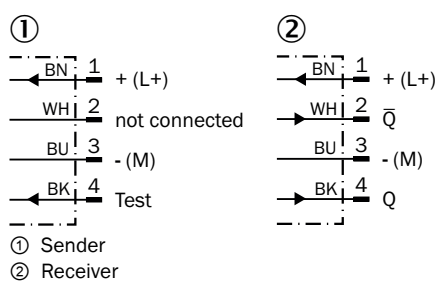 ① ②
BN 1 + (L+) BN 1 + (L+)
WH 2 not connected WH 2 Q̅
BU 3 - (M) BU 3 - (M)
BK 4 Test BK 4 Q
① Sender
② Receiver